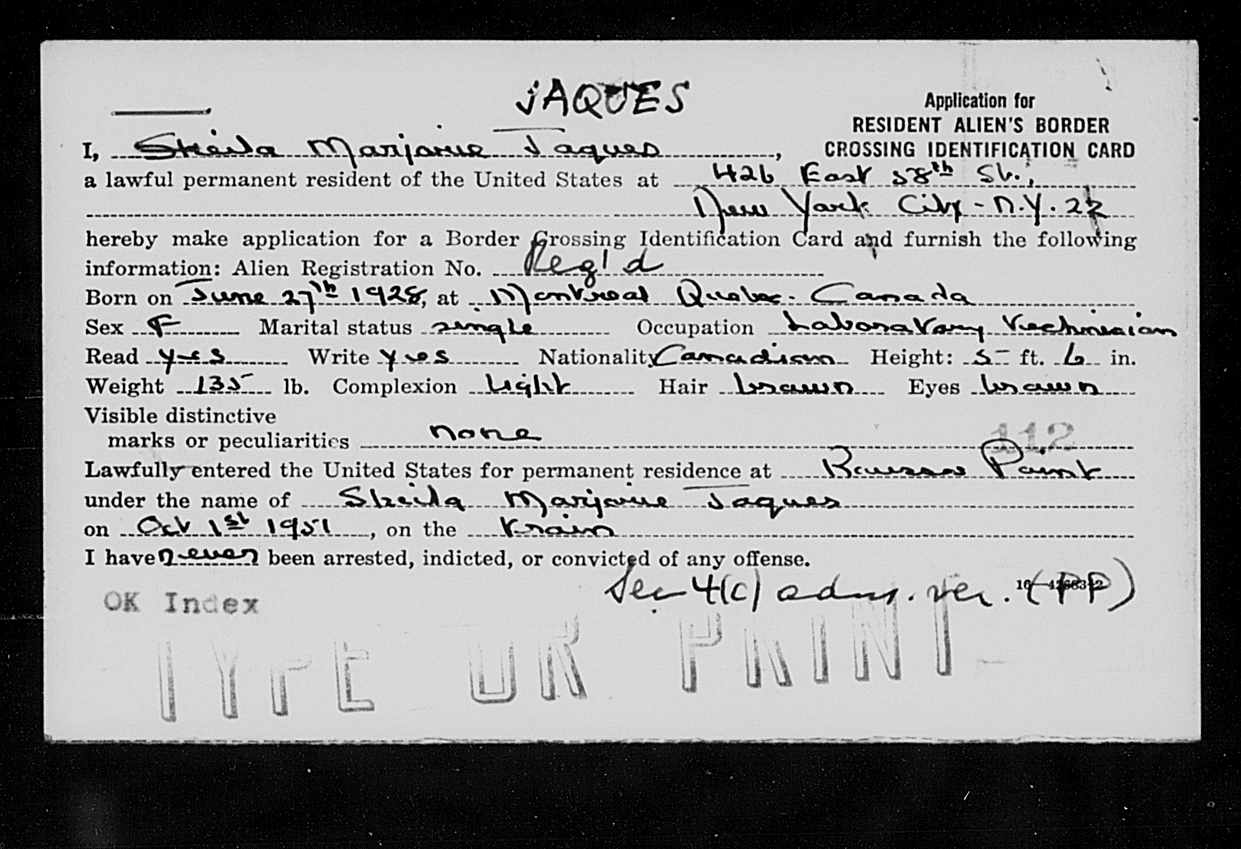 JAQUES
Application for
RESIDENT ALIEN'S BORDER
CROSSING IDENTIFICATION CARD
I, Sheila Marjorie Jaques,
a lawful permanent resident of the United States at 426 East 58th St.,
New York City - N.Y. 22
hereby make application for a Border Crossing Identification Card and furnish the following
information: Alien Registration No. Reg'd
Born on June 27th 1928, at Montreal Quebec - Canada
Sex F Marital status single Occupation Laboratory Technician
Read yes Write yes Nationality Canadian Height: 5 ft. 6 in.
Weight 135 lb. Complexion light Hair brown Eyes brown
Visible distinctive
marks or peculiarities none
112
Lawfully entered the United States for permanent residence at Rouses Point
under the name of Sheila Marjorie Jaques
on Oct 1st 1951, on the train
I have never been arrested, indicted, or convicted of any offense.
Sec 4(c) adm. ver. (PP)
OK Index
TYPE OR PRINT